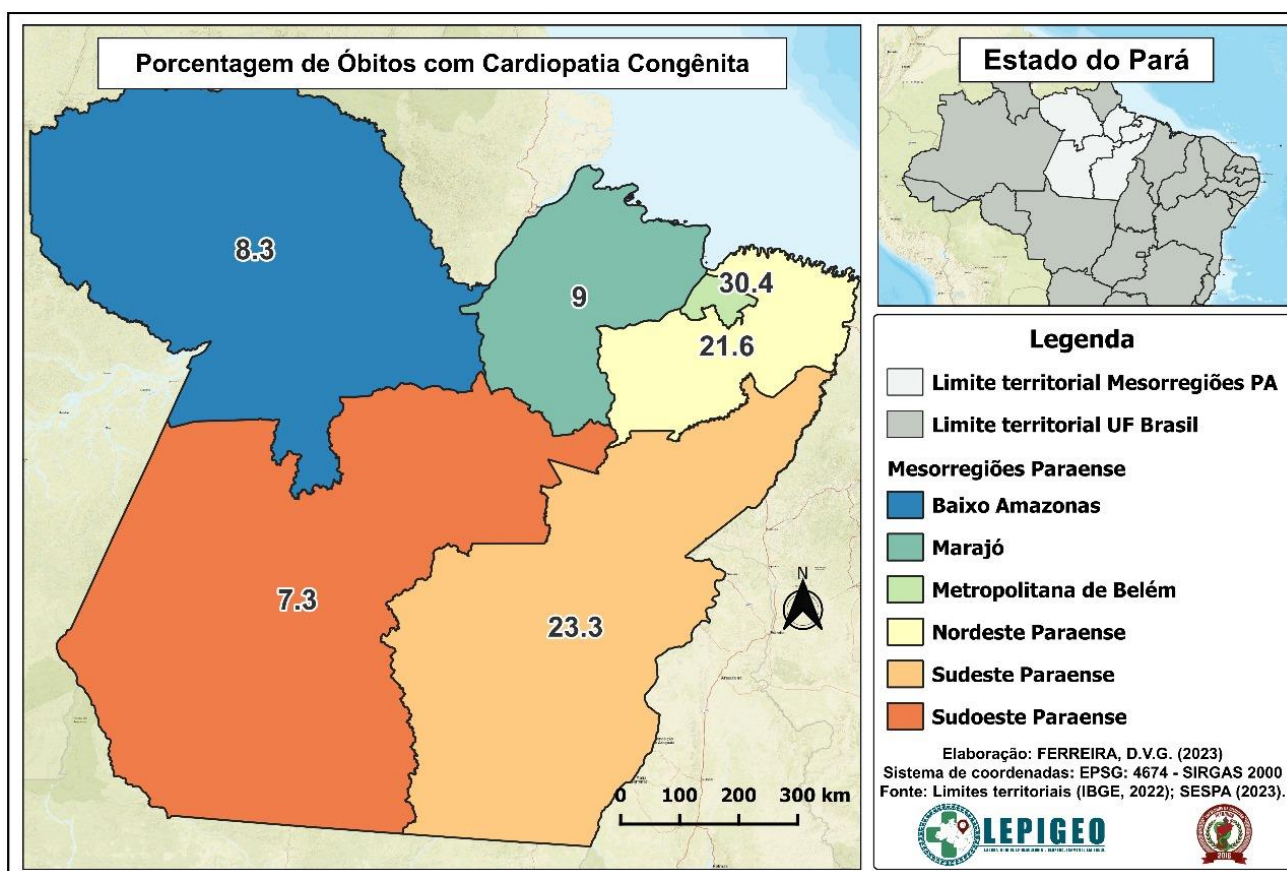 Porcentagem de Óbitos com Cardiopatia Congênita
8.3
9
30.4
21.6
7.3
23.3
N
0 100 200 300 km
Estado do Pará
Legenda
Limite territorial Mesorregiões PA
Limite territorial UF Brasil
Mesorregiões Paraense
Baixo Amazonas
Marajó
Metropolitana de Belém
Nordeste Paraense
Sudeste Paraense
Sudoeste Paraense
Elaboração: FERREIRA, D.V.G. (2023)
Sistema de coordenadas: EPSG: 4674 - SIRGAS 2000
Fonte: Limites territoriais (IBGE, 2022); SESPA (2023).
LEPIGEO
2016